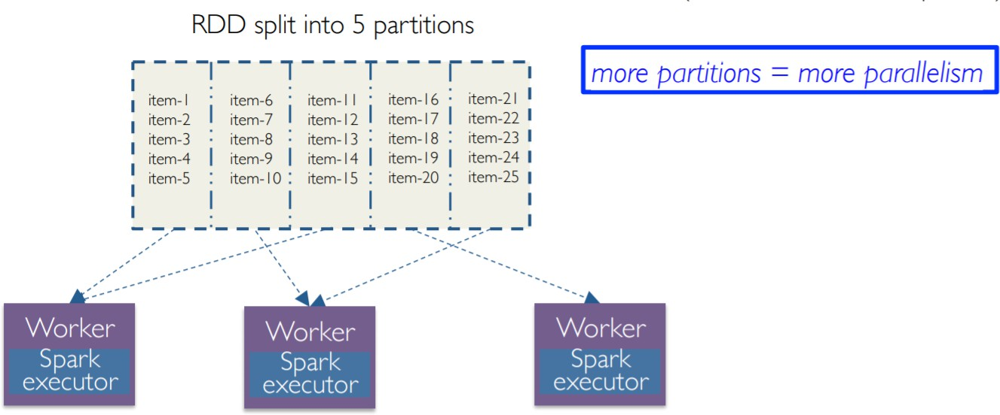 RDD split into 5 partitions
more partitions = more parallelism
item-1
item-2
item-3
item-4
item-5
item-6
item-7
item-8
item-9
item-10
item-11
item-12
item-13
item-14
item-15
item-16
item-17
item-18
item-19
item-20
item-21
item-22
item-23
item-24
item-25
Worker
Spark
executor
Worker
Spark
executor
Worker
Spark
executor